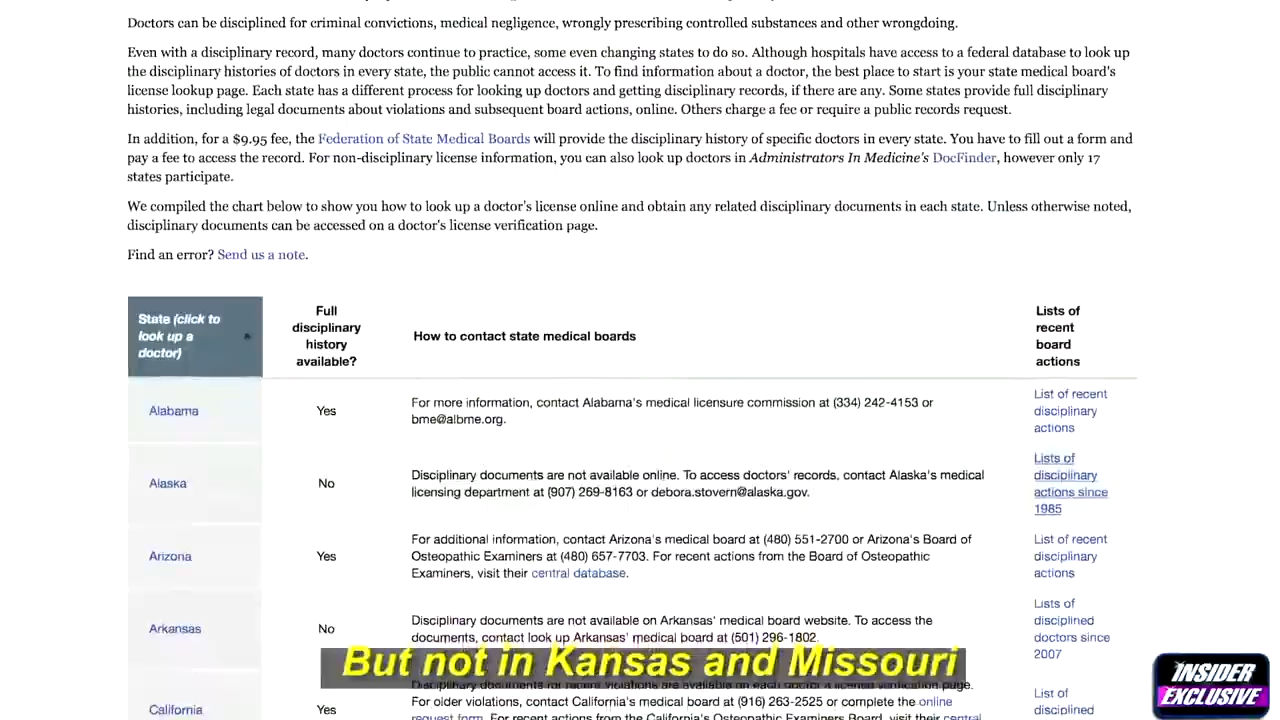 Doctors can be disciplined for criminal convictions, medical negligence, wrongly prescribing controlled substances and other wrongdoing.
Even with a disciplinary record, many doctors continue to practice, some even changing states to do so. Although hospitals have access to a federal database to look up
the disciplinary histories of doctors in every state, the public cannot access it. To find information about a doctor, the best place to start is your state medical board's
license lookup page. Each state has a different process for looking up doctors and getting disciplinary records, if there are any. Some states provide full disciplinary
histories, including legal documents about violations and subsequent board actions, online. Others charge a fee or require a public records request.
In addition, for a $9.95 fee, the Federation of State Medical Boards will provide the disciplinary history of specific doctors in every state. You have to fill out a form and
pay a fee to access the record. For non-disciplinary license information, you can also look up doctors in Administrators In Medicine's DocFinder, however only 17
states participate.
We compiled the chart below to show you how to look up a doctor's license online and obtain any related disciplinary documents in each state. Unless otherwise noted,
disciplinary documents can be accessed on a doctor's license verification page.
Find an error? Send us a note.
State (click to
look up a
doctor)
Full
disciplinary
history
available?
How to contact state medical boards
Lists of
recent
board
actions
Alabama
Yes
For more information, contact Alabama's medical licensure commission at (334) 242-4153 or
bme@albme.org.
List of recent
disciplinary
actions
Alaska
No
Disciplinary documents are not available online. To access doctors' records, contact Alaska's medical
licensing department at (907) 269-8163 or debora.stovern@alaska.gov.
Lists of
disciplinary
actions since
1985
Arizona
Yes
For additional information, contact Arizona's medical board at (480) 551-2700 or Arizona's Board of
Osteopathic Examiners at (480) 657-7703. For recent actions from the Board of Osteopathic
Examiners, visit their central database.
List of recent
disciplinary
actions
Arkansas
No
Disciplinary documents are not available on Arkansas' medical board website. To access the
documents, contact look up Arkansas' medical board at (501) 296-1802.
Lists of
disciplined
doctors since
2007
But not in Kansas and Missouri
California
Yes
Disciplinary documents for recent violations are available on each doctor's license verification page.
For older violations, contact California's medical board at (916) 263-2525 or complete the online
request form. For recent actions from the California's Osteopathic Examiners Board, visit their central
List of
disciplined
INSIDER
EXCLUSIVE